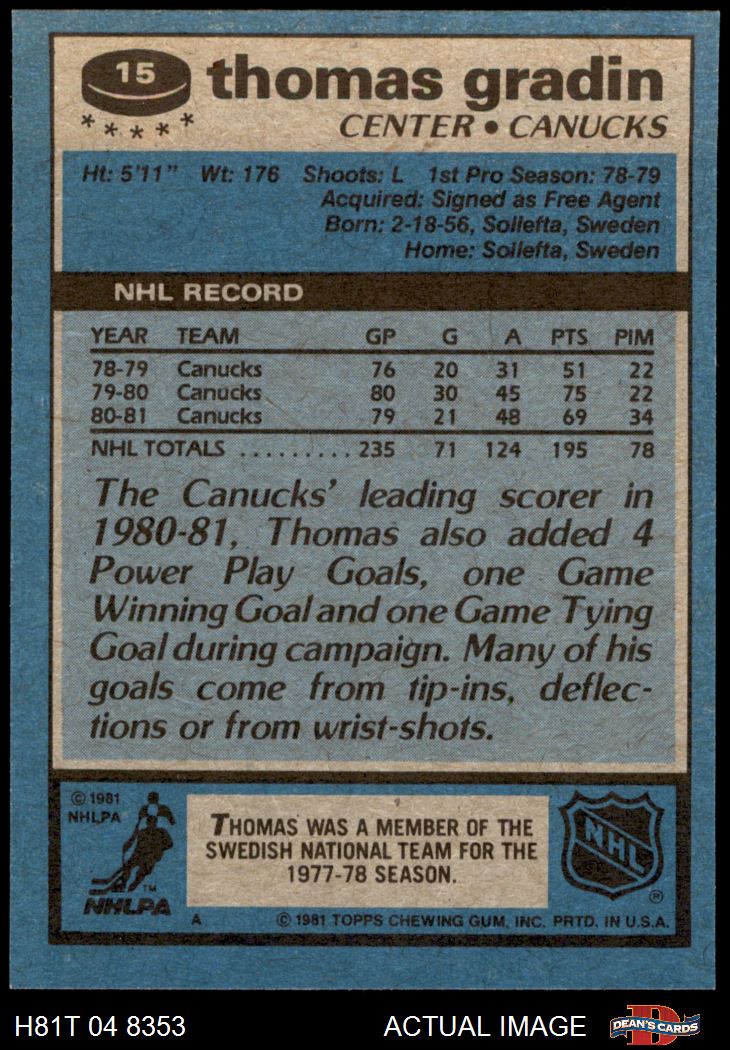 15
thomas gradin
CENTER • CANUCKS
Ht: 5'11" Wt: 176 Shoots: L 1st Pro Season: 78-79
Acquired: Signed as Free Agent
Born: 2-18-56, Sollefta, Sweden
Home: Sollefta, Sweden
NHL RECORD
YEAR TEAM GP G A PTS PIM
78-79 Canucks 76 20 31 51 22
79-80 Canucks 80 30 45 75 22
80-81 Canucks 79 21 48 69 34
NHL TOTALS .......... 235 71 124 195 78
The Canucks' leading scorer in
1980-81, Thomas also added 4
Power Play Goals, one Game
Winning Goal and one Game Tying
Goal during campaign. Many of his
goals come from tip-ins, deflec-
tions or from wrist-shots.
© 1981
NHLPA
TM
NHLPA
THOMAS WAS A MEMBER OF THE
SWEDISH NATIONAL TEAM FOR THE
1977-78 SEASON.
NHL
®
A © 1981 TOPPS CHEWING GUM, INC. PRTD. IN U.S.A.
H81T 04 8353 ACTUAL IMAGE DEAN'S CARDS